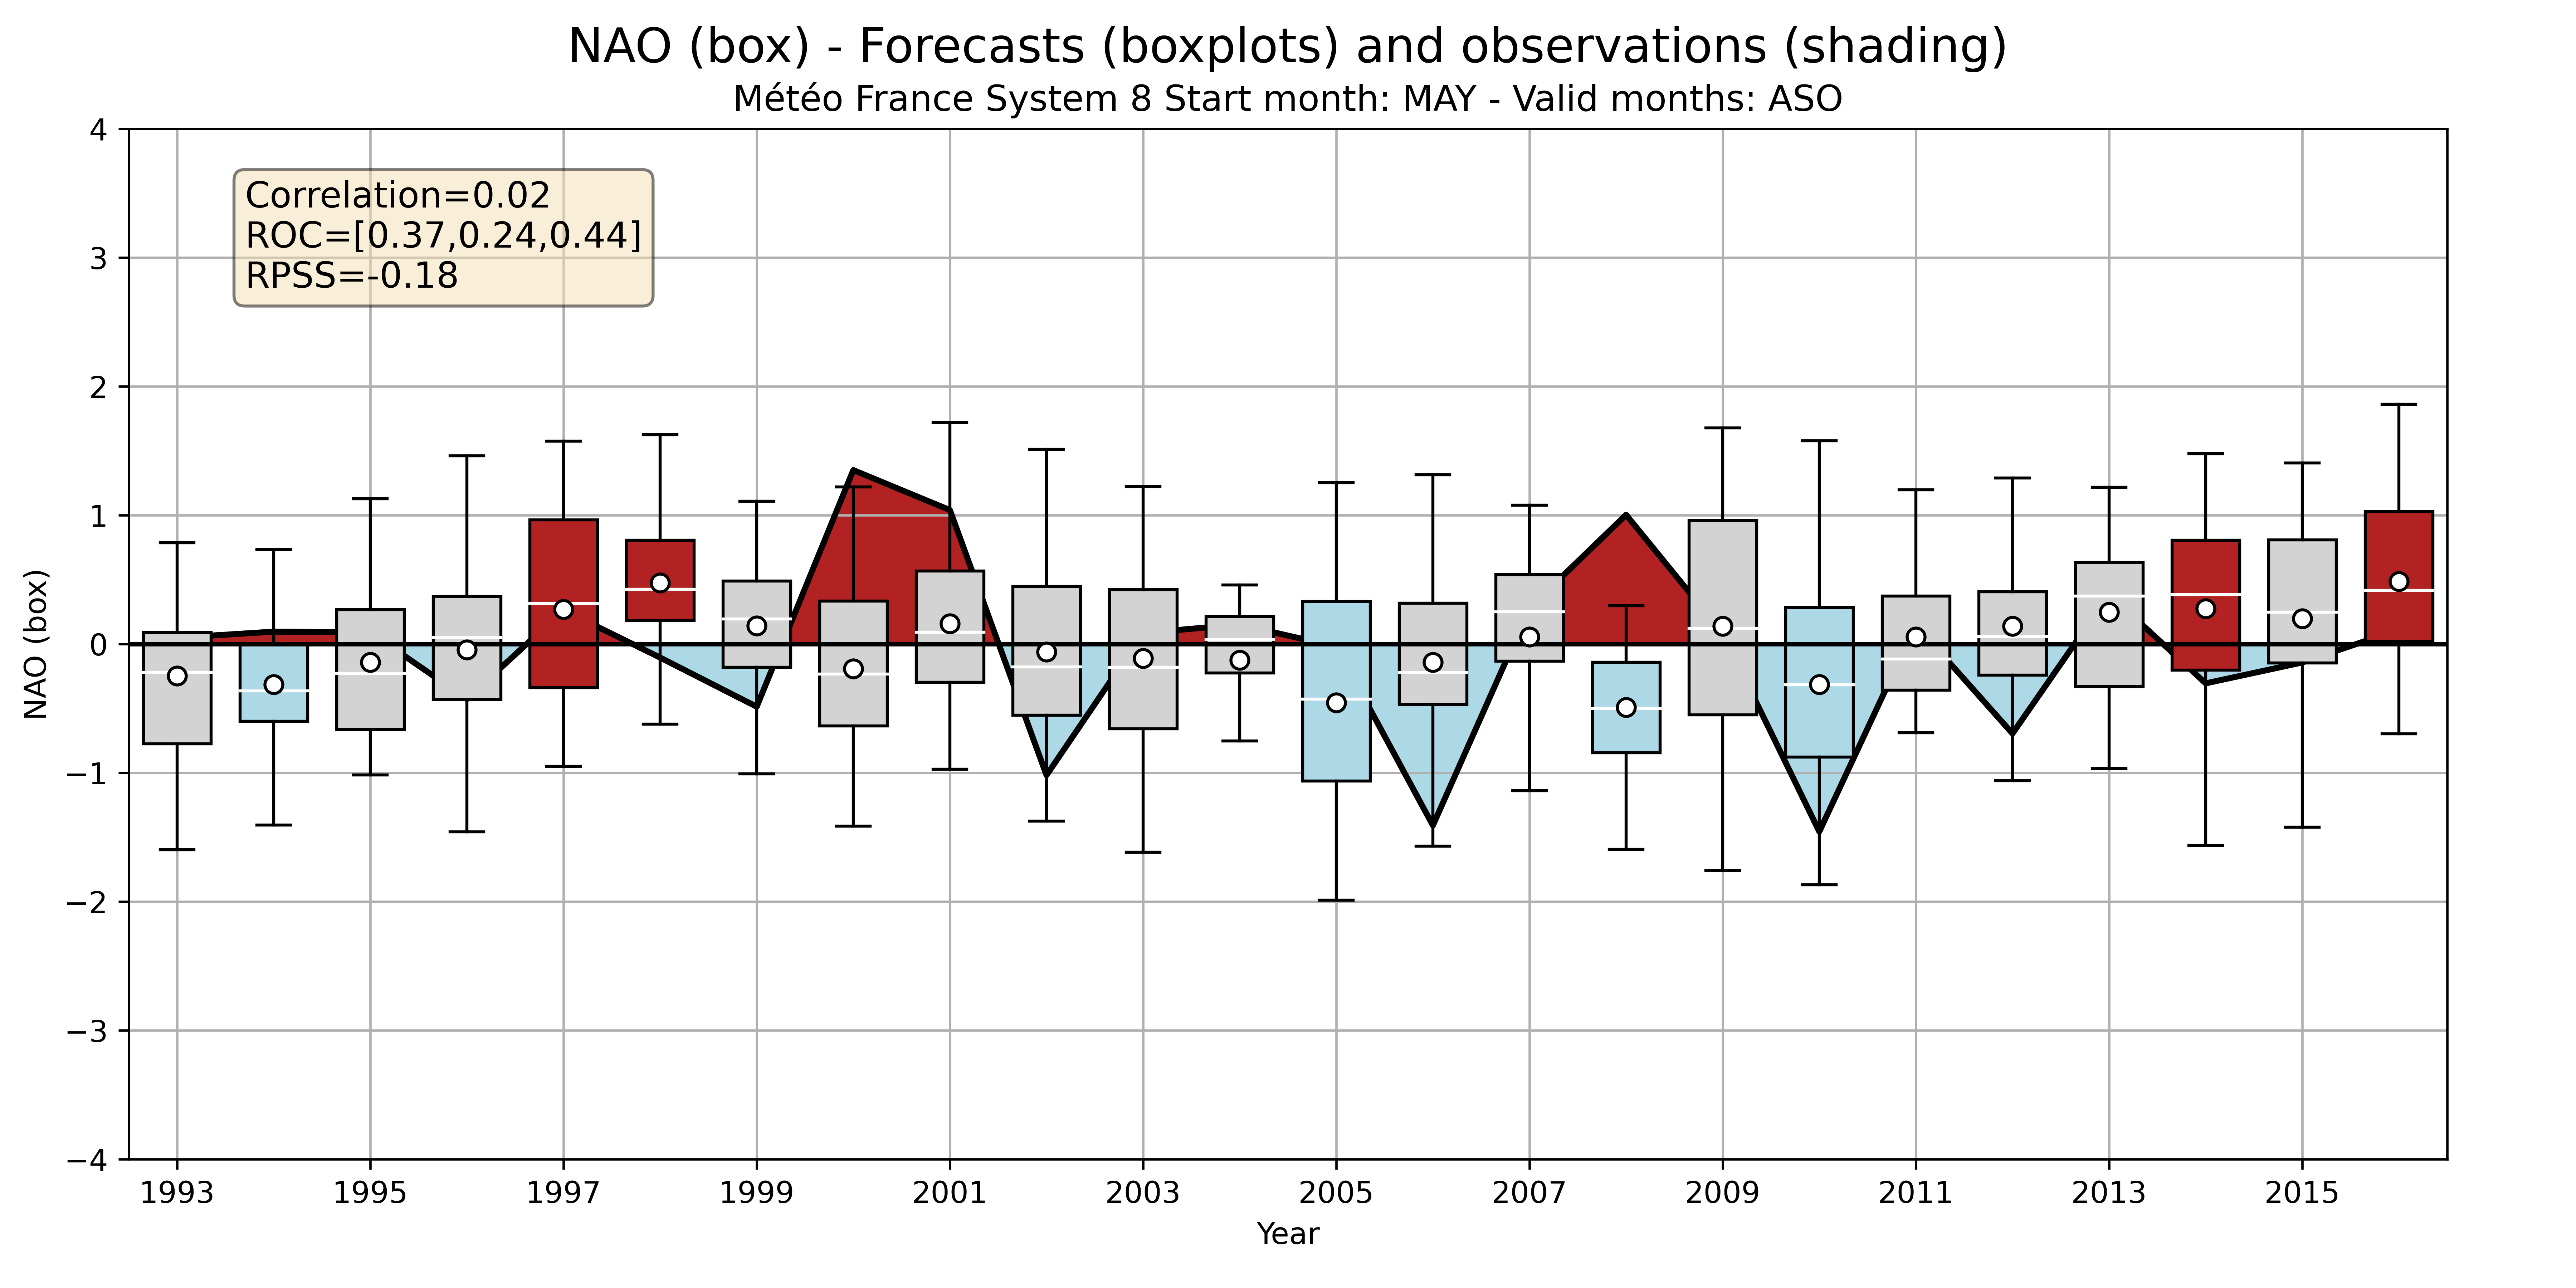 NAO (box) - Forecasts (boxplots) and observations (shading)
Météo France System 8 Start month: MAY - Valid months: ASO
Correlation=0.02
ROC=[0.37,0.24,0.44]
RPSS=-0.18
4
3
2
1
0
−1
−2
−3
−4
NAO (box)
1993 1995 1997 1999 2001 2003 2005 2007 2009 2011 2013 2015
Year